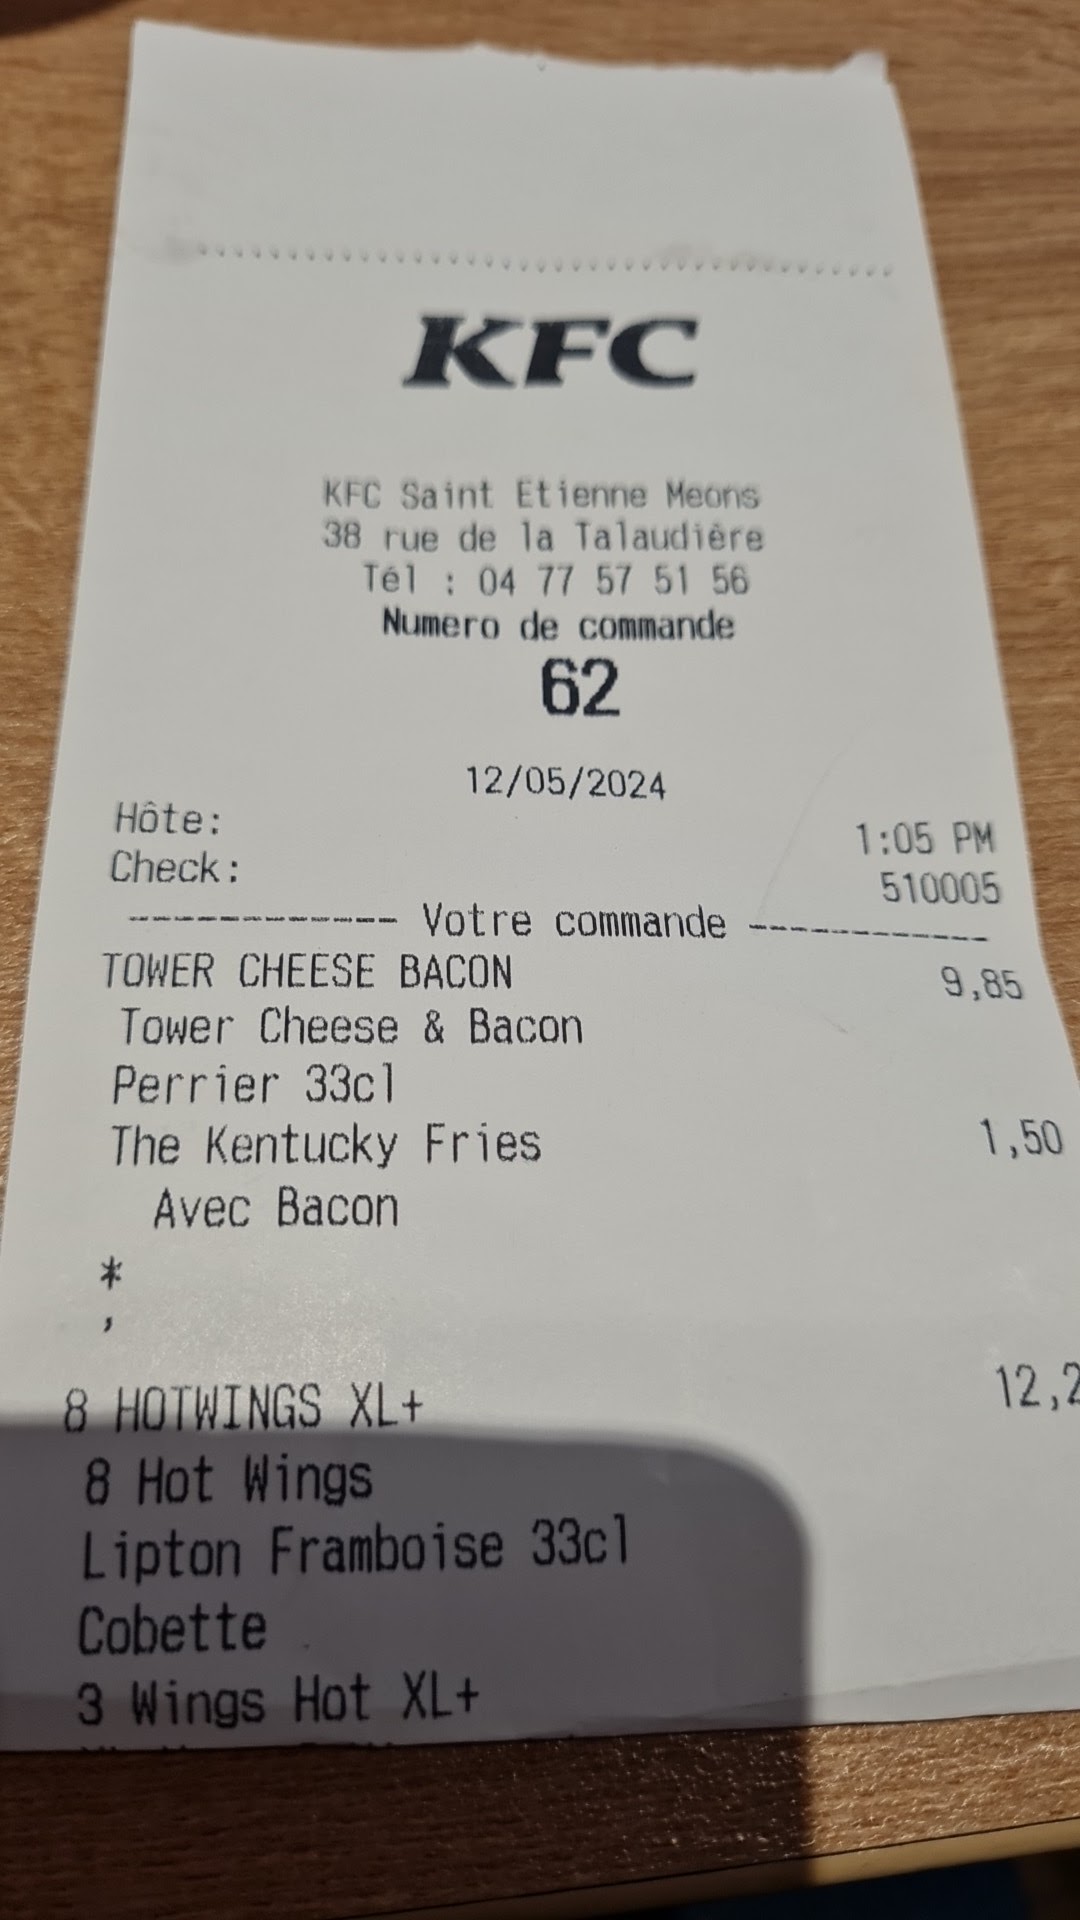 KFC
KFC Saint Etienne Meons
38 rue de la Talaudière
Tél : 04 77 57 51 56
Numero de commande
62
12/05/2024
Hôte: 1:05 PM
Check: 510005
------------- Votre commande -------------
TOWER CHEESE BACON 9,85
Tower Cheese & Bacon
Perrier 33cl
The Kentucky Fries 1,50
Avec Bacon
*
,
8 HOTWINGS XL+ 12,2
8 Hot Wings
Lipton Framboise 33cl
Cobette
3 Wings Hot XL+